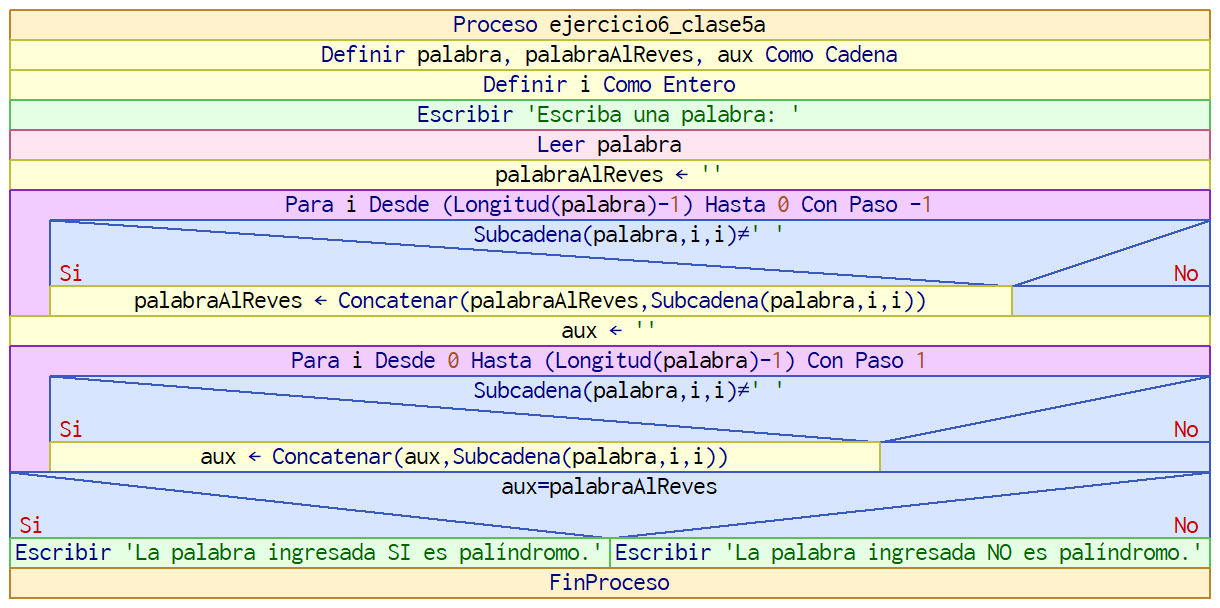 Proceso ejercicio6_clase5a
Definir palabra, palabraAlReves, aux Como Cadena
Definir i Como Entero
Escribir 'Escriba una palabra: '
Leer palabra
palabraAlReves ← ''
Para i Desde (Longitud(palabra)-1) Hasta 0 Con Paso -1
Subcadena(palabra,i,i)≠' '
Si No
palabraAlReves ← Concatenar(palabraAlReves,Subcadena(palabra,i,i))
aux ← ''
Para i Desde 0 Hasta (Longitud(palabra)-1) Con Paso 1
Subcadena(palabra,i,i)≠' '
Si No
aux ← Concatenar(aux,Subcadena(palabra,i,i))
aux=palabraAlReves
Si No
Escribir 'La palabra ingresada SI es palíndromo.' Escribir 'La palabra ingresada NO es palíndromo.'
FinProceso